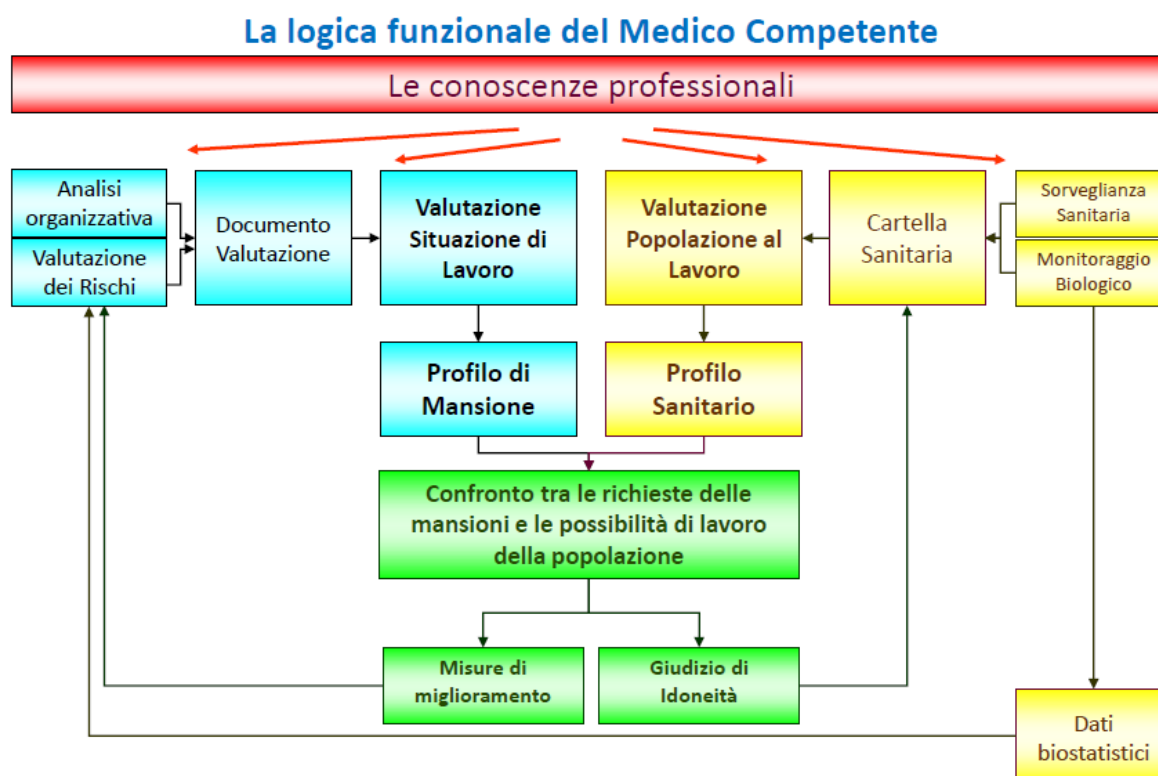 La logica funzionale del Medico Competente
Le conoscenze professionali
Analisi
organizzativa
Valutazione
dei Rischi
Documento
Valutazione
Valutazione
Situazione di
Lavoro
Valutazione
Popolazione al
Lavoro
Cartella
Sanitaria
Sorveglianza
Sanitaria
Monitoraggio
Biologico
Profilo di
Mansione
Profilo
Sanitario
Confronto tra le richieste delle
mansioni e le possibilità di lavoro
della popolazione
Misure di
miglioramento
Giudizio di
Idoneità
Dati
biostatistici